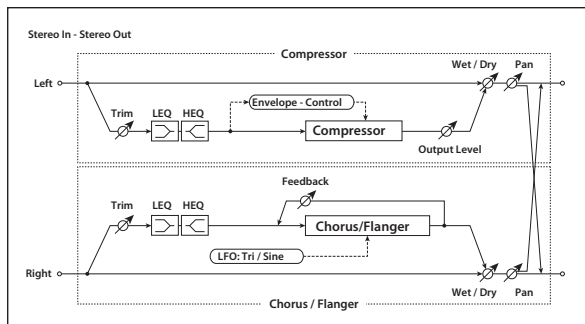 Stereo In - Stereo Out
Compressor
Wet / Dry
Pan
Left
Trim
LEQ
HEQ
Envelope - Control
Compressor
Output Level
Feedback
Trim
LEQ
HEQ
Chorus/Flanger
LFO: Tri / Sine
Right
Wet / Dry
Pan
Chorus / Flanger